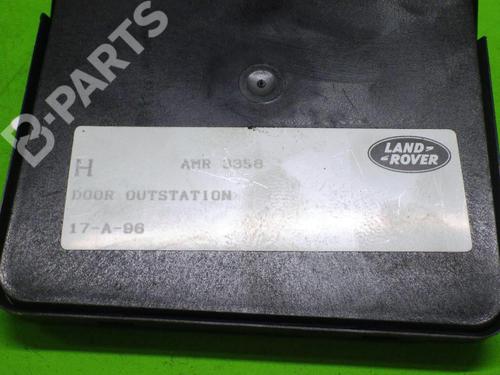 B-PARTS
H AMR 3358
LAND
ROVER
DOOR OUTSTATION
17-A-96